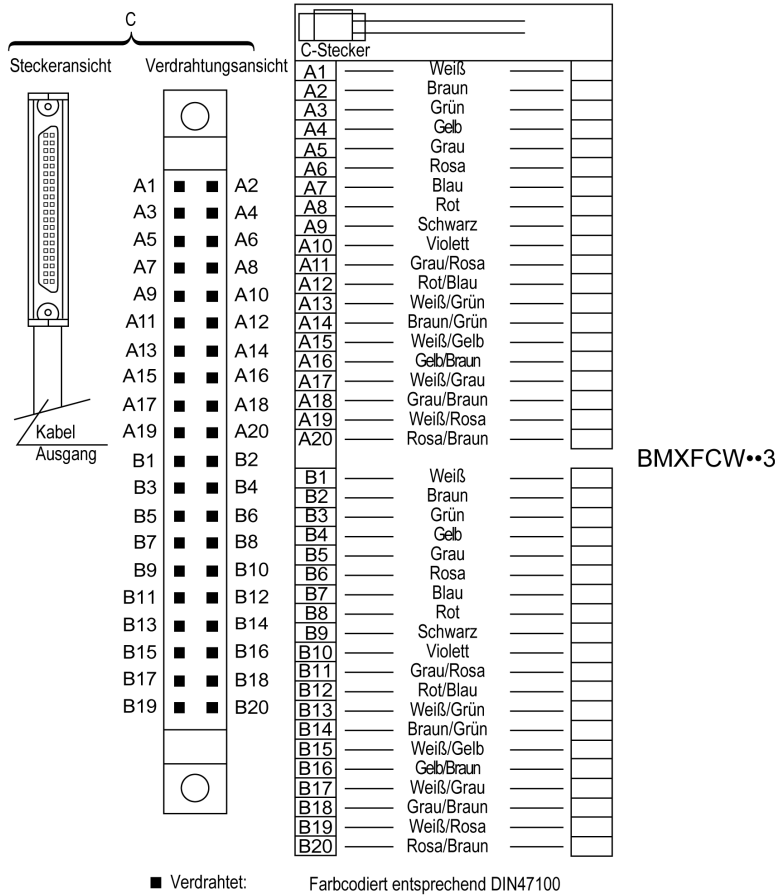 C
Steckeransicht
Verdrahtungsansicht
Kabel
Ausgang
A1 A2
A3 A4
A5 A6
A7 A8
A9 A10
A11 A12
A13 A14
A15 A16
A17 A18
A19 A20
B1 B2
B3 B4
B5 B6
B7 B8
B9 B10
B11 B12
B13 B14
B15 B16
B17 B18
B19 B20
C-Stecker
A1 Weiß
A2 Braun
A3 Grün
A4 Gelb
A5 Grau
A6 Rosa
A7 Blau
A8 Rot
A9 Schwarz
A10 Violett
A11 Grau/Rosa
A12 Rot/Blau
A13 Weiß/Grün
A14 Braun/Grün
A15 Weiß/Gelb
A16 Gelb/Braun
A17 Weiß/Grau
A18 Grau/Braun
A19 Weiß/Rosa
A20 Rosa/Braun
B1 Weiß
B2 Braun
B3 Grün
B4 Gelb
B5 Grau
B6 Rosa
B7 Blau
B8 Rot
B9 Schwarz
B10 Violett
B11 Grau/Rosa
B12 Rot/Blau
B13 Weiß/Grün
B14 Braun/Grün
B15 Weiß/Gelb
B16 Gelb/Braun
B17 Weiß/Grau
B18 Grau/Braun
B19 Weiß/Rosa
B20 Rosa/Braun
BMXFCW••3
■ Verdrahtet: Farbcodiert entsprechend DIN47100